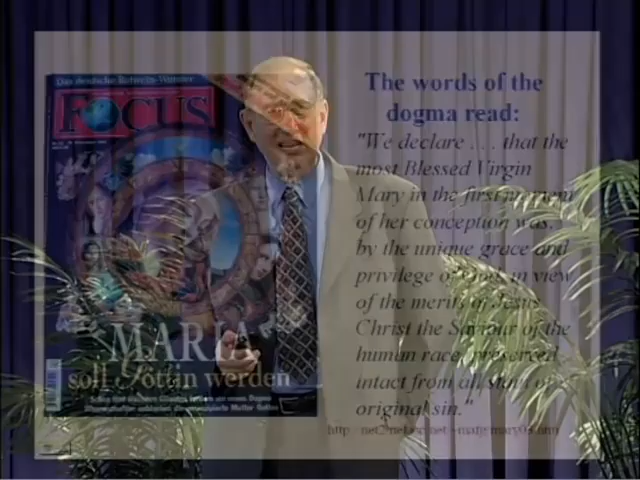 Das deutsche Rotwein-Wunder
FOCUS
MARIA
soll Göttin werden
The words of the
dogma read:
"We declare . . . that the
most Blessed Virgin
Mary in the first moment
of her conception was,
by the unique grace and
privilege of God, in view
of the merits of Jesus
Christ the Saviour of the
human race, preserved
intact from all stain of
original sin."